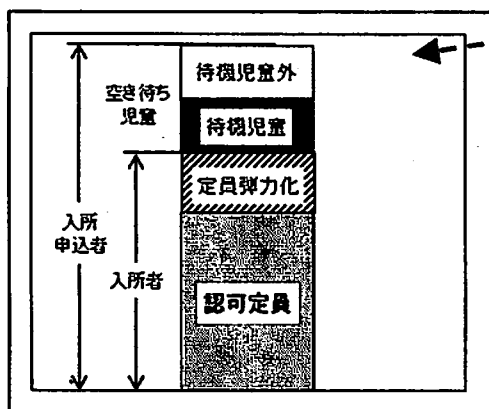 待機児童外
空き待ち
児童
待機児童
定員弾力化
入所
申込者
入所者
認可定員